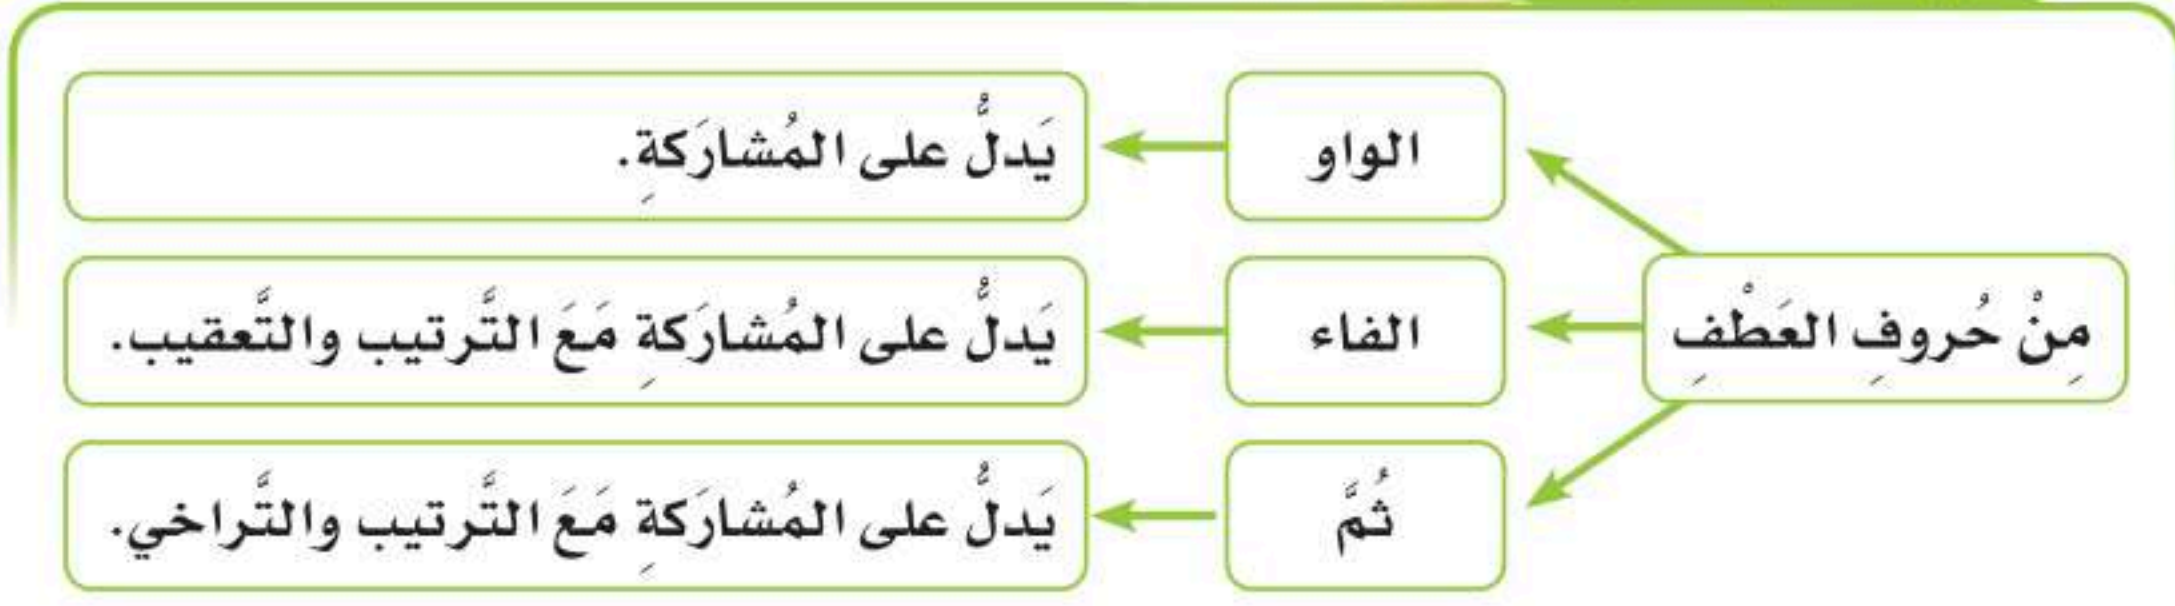 مِنْ حُروفِ العَطْفِ
الواو
يَدلُّ على المُشارَكةِ.
الفاء
يَدلُّ على المُشارَكةِ مَعَ التَّرتيب والتَّعقيب.
ثُمَّ
يَدلُّ على المُشارَكةِ مَعَ التَّرتيب والتَّراخي.